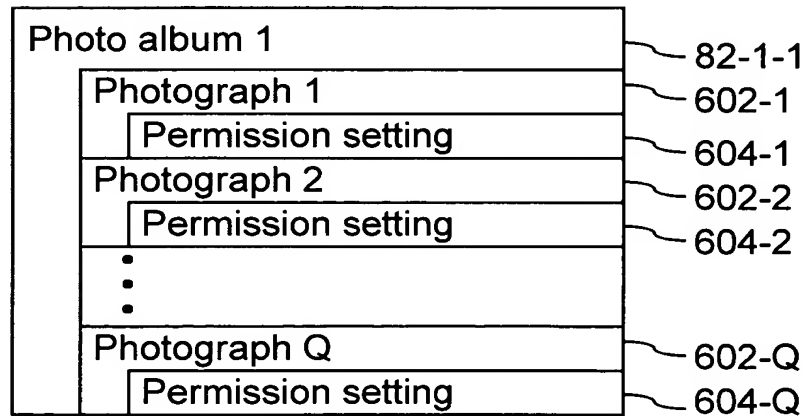 Photo album 1 82-1-1
Photograph 1 602-1
Permission setting 604-1
Photograph 2 602-2
Permission setting 604-2
Photograph Q 602-Q
Permission setting 604-Q